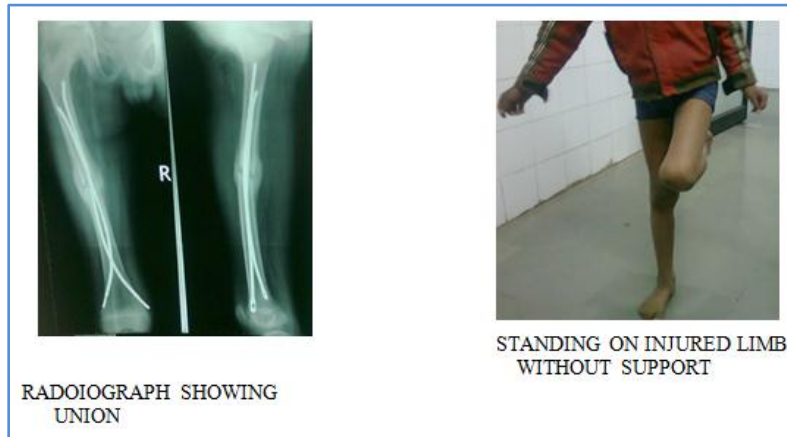 R
STANDING ON INJURED LIMB
WITHOUT SUPPORT
RADOIOGRAPH SHOWING
UNION